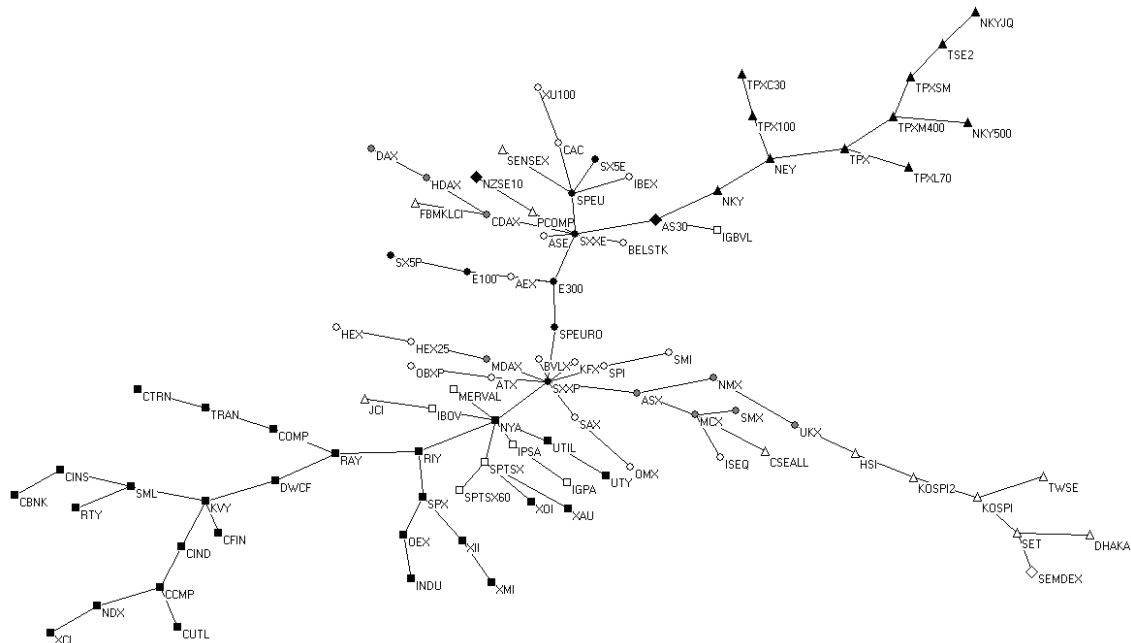 NKYJQ
TSE2
TPXSM
TPXC30
XU100
TPX100
TPXM400
NKY500
CAC
DAX
SENSEX
SX5E
NEY
TPX
HDAX
NZSE10
IBEX
TPXL70
SPEU
NKY
FBMKLCI
CDAX
PCOMP
AS30
IGBVL
ASE
SXXE
BELSTK
SX5P
E100
AEX
E300
SPEURO
HEX
HEX25
MDAX
BVLX
KFX
SPI
SMI
OBXP
ATX
SXXP
NMX
CTRN
MERVAL
ASX
TRAN
JCI
IBOV
NYA
SAX
MCX
SMX
UKX
COMP
UTIL
RAY
RIY
IPSA
ISEQ
CSEALL
HSI
CINS
SPTSX
OMX
DWCF
UTY
KOSPI2
TWSE
CBNK
SML
IGPA
RTY
KVY
SPX
SPTSX60
XOI
XAU
KOSPI
CFIN
OEX
XII
SET
DHAKA
CIND
INDU
XMI
SEMDEX
CCMP
NDX
XCI
CUTL